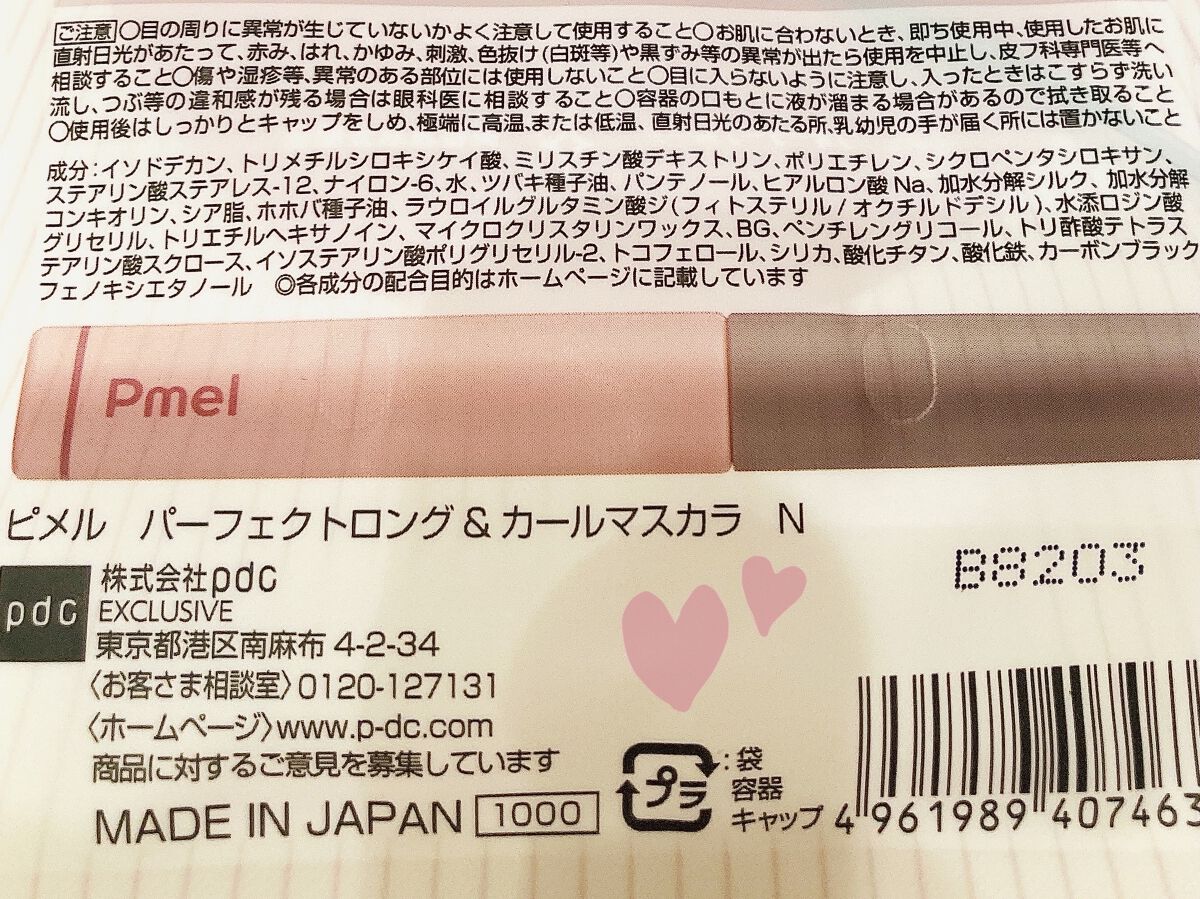 ご注意 〇目の周りに異常が生じていないかよく注意して使用すること〇お肌に合わないとき、即ち使用中、使用したお肌に
直射日光があたって、赤み、はれ、かゆみ、刺激、色抜け(白斑等)や黒ずみ等の異常が出たら使用を中止し、皮フ科専門医等へ
相談すること〇傷や湿疹等、異常のある部位には使用しないこと〇目に入らないように注意し、入ったときはこすらず洗い
流し、つぶ等の違和感が残る場合は眼科医に相談すること〇容器の口もとに液が溜まる場合があるので拭き取ること
〇使用後はしっかりとキャップをしめ、極端に高温、または低温、直射日光のあたる所、乳幼児の手が届く所には置かないこと
成分：イソドデカン、トリメチルシロキシケイ酸、ミリスチン酸デキストリン、ポリエチレン、シクロペンタシロキサン、
ステアリン酸ステアレス-12、ナイロン-6、水、ツバキ種子油、パンテノール、ヒアルロン酸Na、加水分解シルク、加水分解
コンキオリン、シア脂、ホホバ種子油、ラウロイルグルタミン酸ジ(フィトステリル/オクチルドデシル)、水添ロジン酸
グリセリル、トリエチルヘキサノイン、マイクロクリスタリンワックス、BG、ペンチレングリコール、トリ酢酸テトラス
テアリン酸スクロース、イソステアリン酸ポリグリセリル-2、トコフェロール、シリカ、酸化チタン、酸化鉄、カーボンブラック
フェノキシエタノール ◎各成分の配合目的はホームページに記載しています
Pmel
ピメル パーフェクトロング&カールマスカラ N
B8203
pdc
株式会社pdc
EXCLUSIVE
東京都港区南麻布 4-2-34
〈お客さま相談室〉0120-127131
〈ホームページ〉www.p-dc.com
商品に対するご意見を募集しています
MADE IN JAPAN 1000
プラ
：袋
容器
キャップ
4 961989 407463